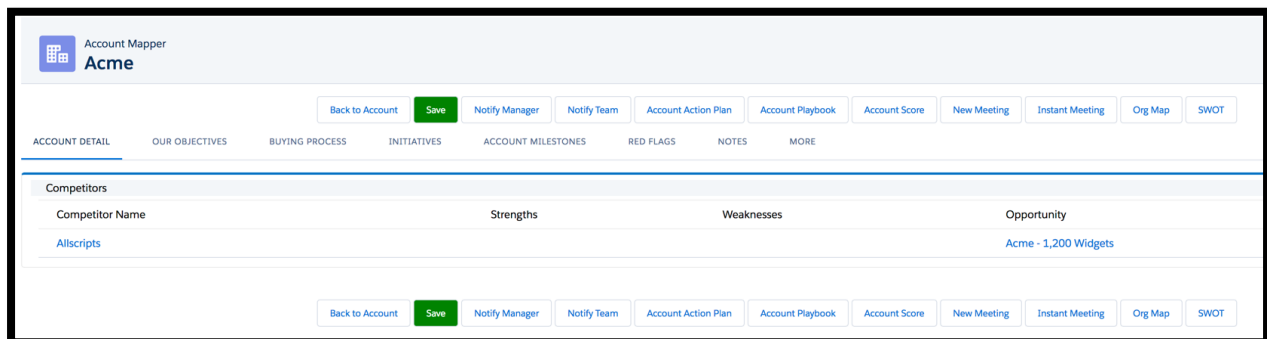 Account Mapper
Acme
Back to Account Save Notify Manager Notify Team Account Action Plan Account Playbook Account Score New Meeting Instant Meeting Org Map SWOT
ACCOUNT DETAIL OUR OBJECTIVES BUYING PROCESS INITIATIVES ACCOUNT MILESTONES RED FLAGS NOTES MORE
Competitors
Competitor Name Strengths Weaknesses Opportunity
Allscripts Acme - 1,200 Widgets
Back to Account Save Notify Manager Notify Team Account Action Plan Account Playbook Account Score New Meeting Instant Meeting Org Map SWOT